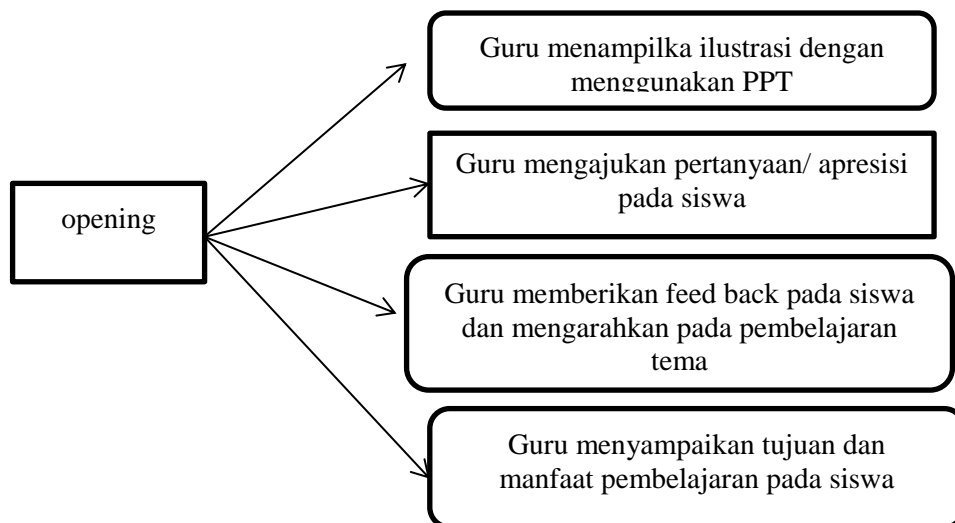 Guru menampilka ilustrasi dengan
menggunakan PPT
Guru mengajukan pertanyaan/ apresisi
pada siswa
opening
Guru memberikan feed back pada siswa
dan mengarahkan pada pembelajaran
tema
Guru menyampaikan tujuan dan
manfaat pembelajaran pada siswa